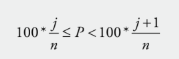 100 * j/n ≤ P < 100 * j+1/n